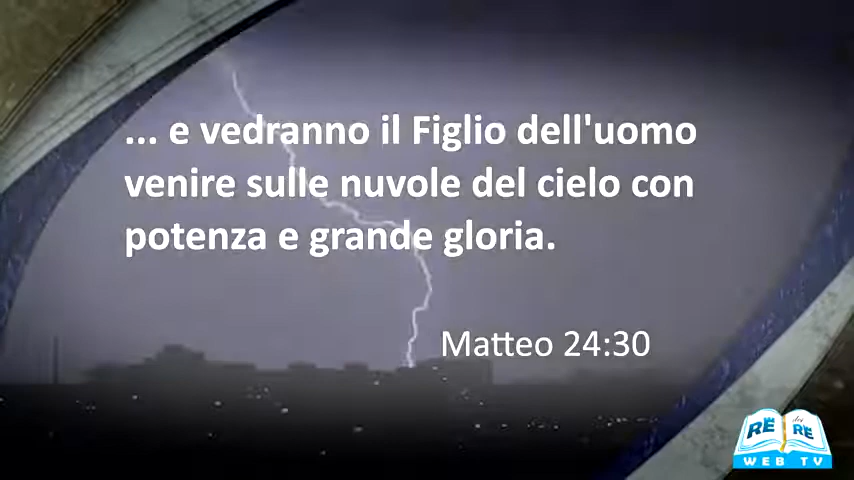 ... e vedranno il Figlio dell'uomo
venire sulle nuvole del cielo con
potenza e grande gloria.
Matteo 24:30
RE dei RE
WEB TV